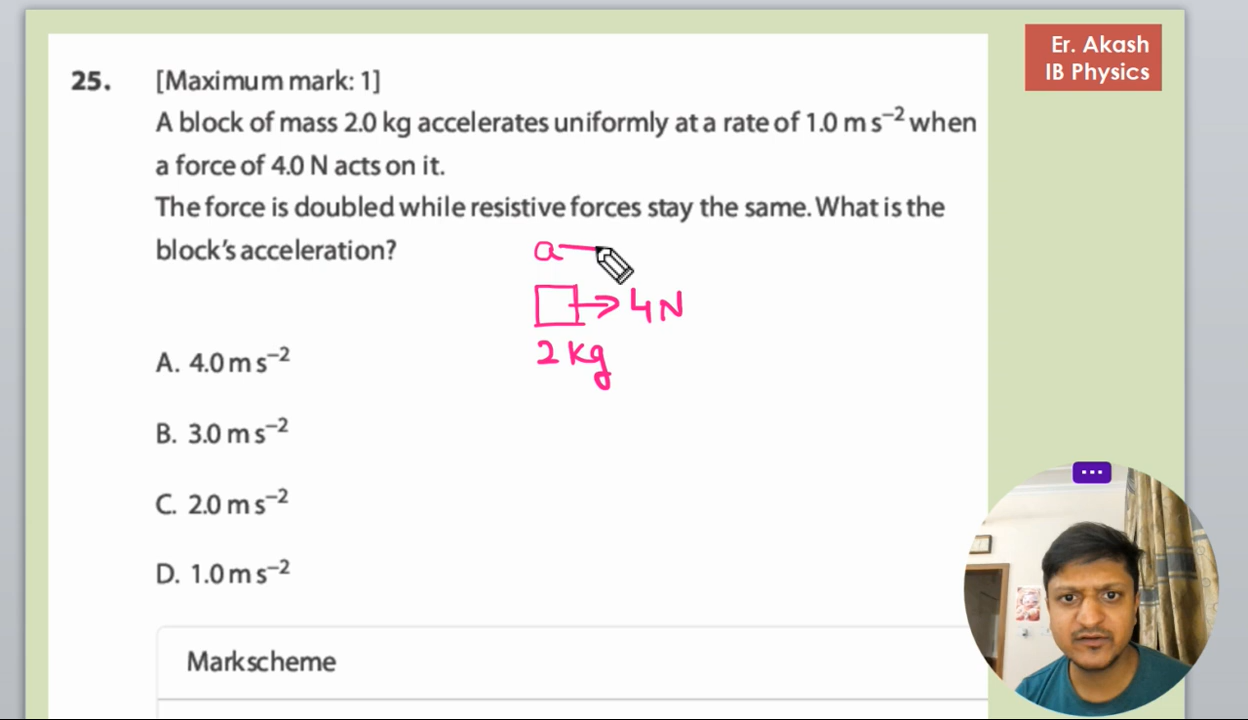 Er. Akash
IB Physics
25. [Maximum mark: 1]
A block of mass 2.0 kg accelerates uniformly at a rate of 1.0 m s⁻² when
a force of 4.0 N acts on it.
The force is doubled while resistive forces stay the same. What is the
block's acceleration?
a
4N
2 kg
A. 4.0 m s⁻²
B. 3.0 m s⁻²
C. 2.0 m s⁻²
D. 1.0 m s⁻²
Markscheme